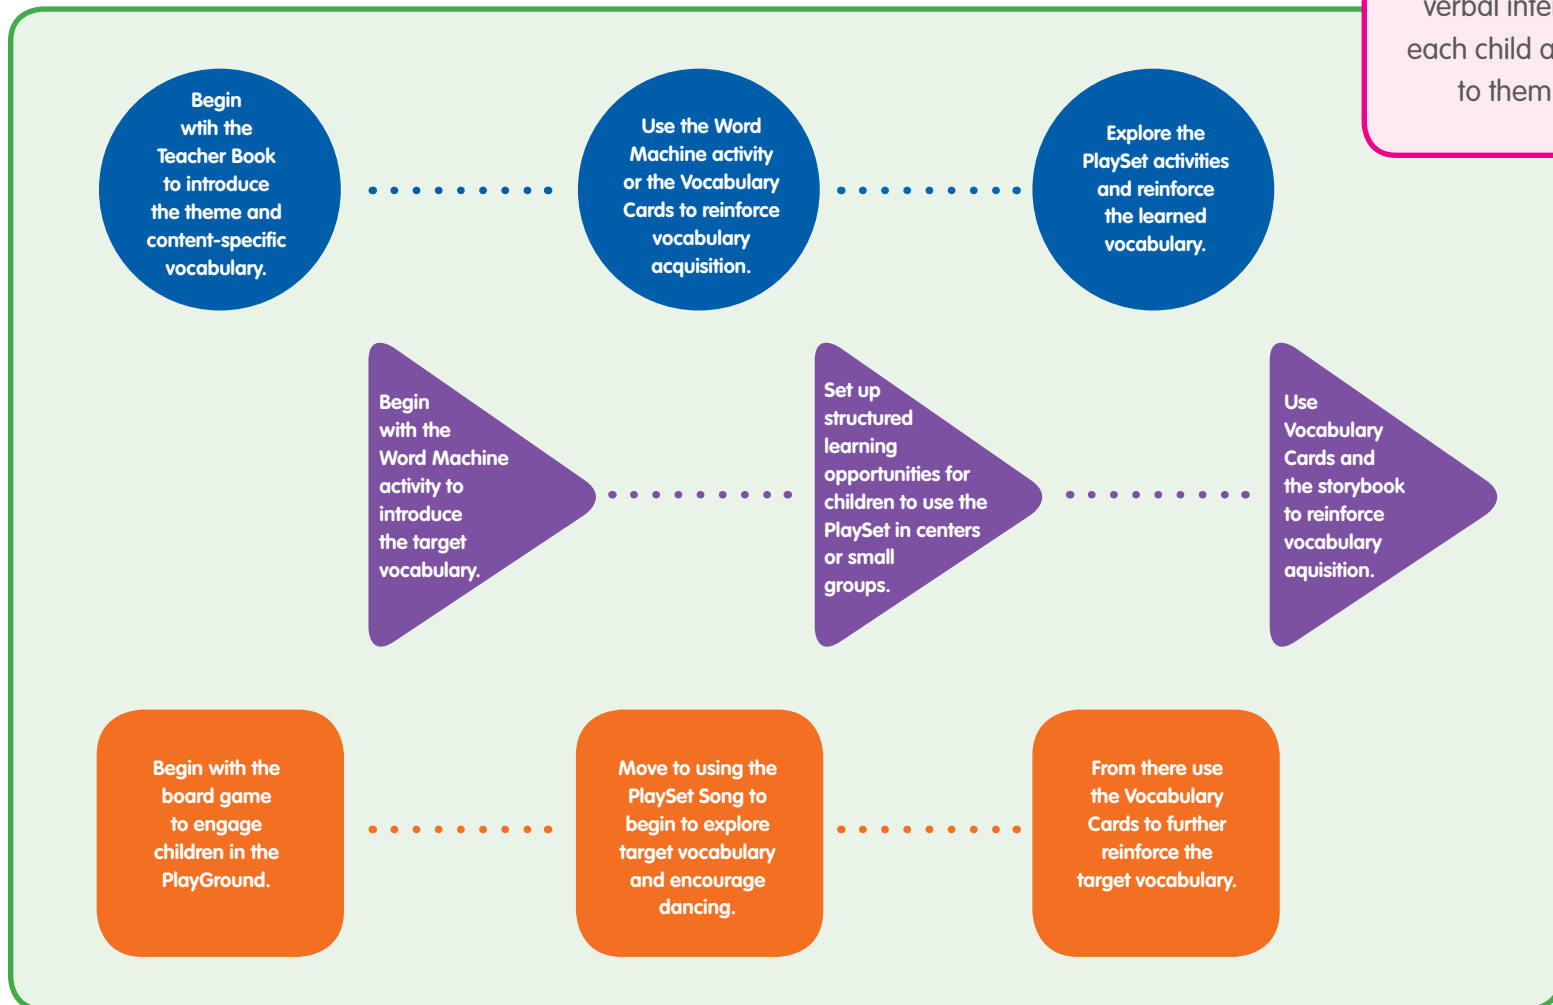 verbal
each child
to them
Begin
wtih the
Teacher Book
to introduce
the theme and
content-specific
vocabulary.
Use the Word
Machine activity
or the Vocabulary
Cards to reinforce
vocabulary
acquisition.
Explore the
PlaySet activities
and reinforce
the learned
vocabulary.
Begin
with the
Word Machine
activity to
introduce
the target
vocabulary.
Set up
structured
learning
opportunities for
children to use the
PlaySet in centers
or small
groups.
Use
Vocabulary
Cards and
the storybook
to reinforce
vocabulary
aquisition.
Begin with the
board game
to engage
children in the
PlayGround.
Move to using the
PlaySet Song to
begin to explore
target vocabulary
and encourage
dancing.
From there use
the Vocabulary
Cards to further
reinforce the
target vocabulary.